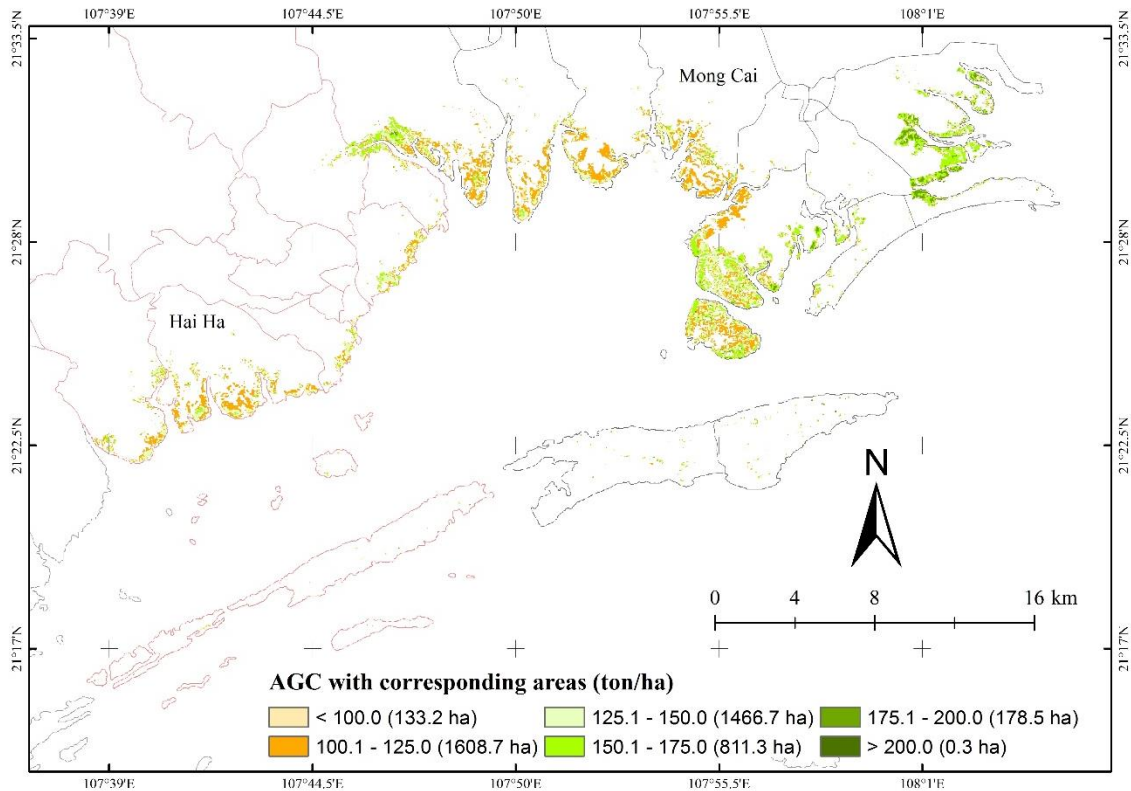 107°39'E 107°44.5'E 107°50'E 107°55.5'E 108°1'E
21°33.5'N 21°33.5'N
Mong Cai
21°28'N 21°28'N
Hai Ha
21°22.5'N 21°22.5'N
N
0 4 8 16 km
21°17'N 21°17'N
AGC with corresponding areas (ton/ha)
< 100.0 (133.2 ha) 125.1 - 150.0 (1466.7 ha) 175.1 - 200.0 (178.5 ha)
100.1 - 125.0 (1608.7 ha) 150.1 - 175.0 (811.3 ha) > 200.0 (0.3 ha)
107°39'E 107°44.5'E 107°50'E 107°55.5'E 108°1'E